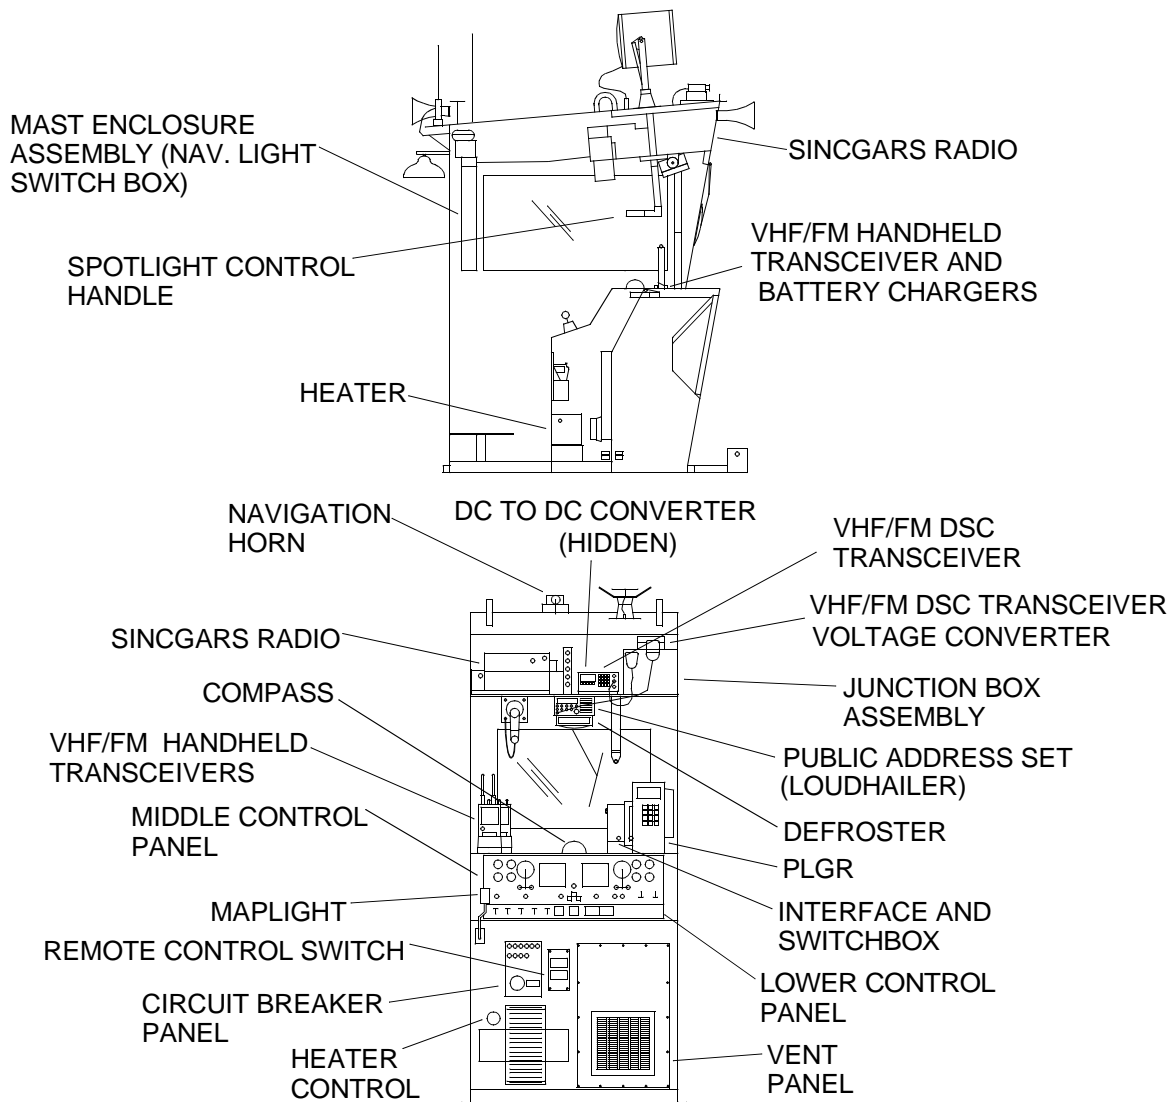 MAST ENCLOSURE
ASSEMBLY (NAV. LIGHT
SWITCH BOX)
SINCGARS RADIO
SPOTLIGHT CONTROL
HANDLE
VHF/FM HANDHELD
TRANSCEIVER AND
BATTERY CHARGERS
HEATER
NAVIGATION
HORN
DC TO DC CONVERTER
(HIDDEN)
VHF/FM DSC
TRANSCEIVER
VHF/FM DSC TRANSCEIVER
VOLTAGE CONVERTER
SINCGARS RADIO
COMPASS
JUNCTION BOX
ASSEMBLY
VHF/FM HANDHELD
TRANSCEIVERS
PUBLIC ADDRESS SET
(LOUDHAILER)
MIDDLE CONTROL
PANEL
DEFROSTER
PLGR
MAPLIGHT
INTERFACE AND
SWITCHBOX
REMOTE CONTROL SWITCH
LOWER CONTROL
PANEL
CIRCUIT BREAKER
PANEL
HEATER
CONTROL
VENT
PANEL